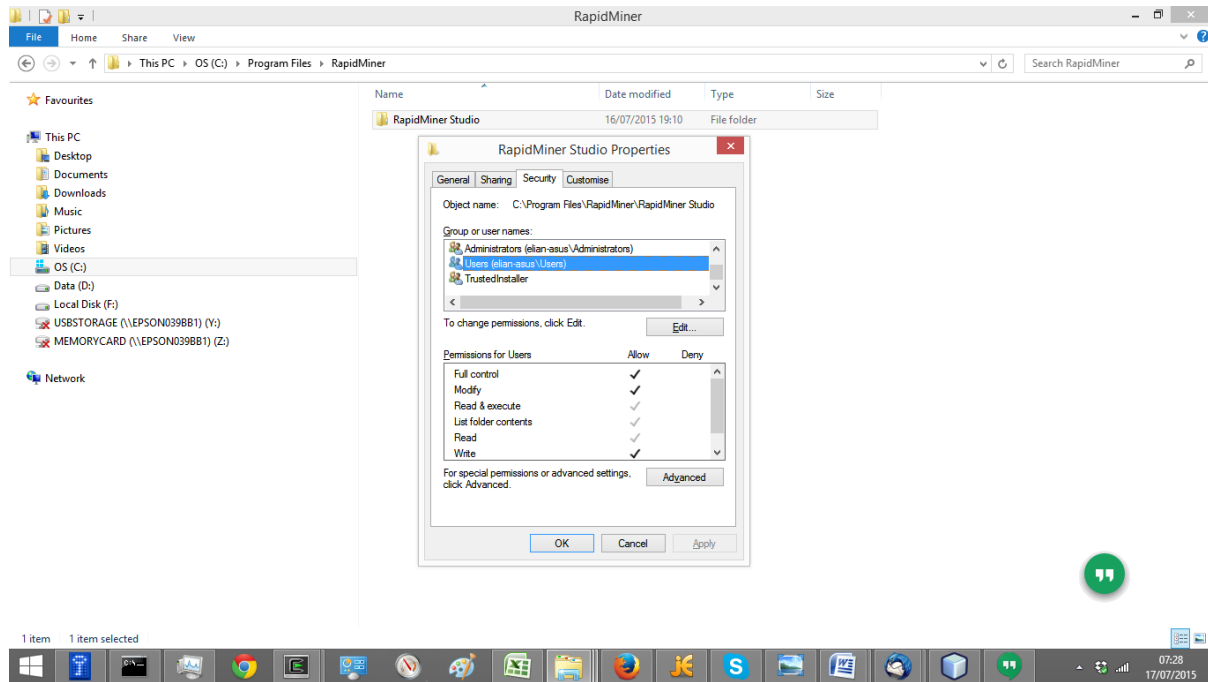 RapidMiner
File Home Share View
This PC OS (C:) Program Files RapidMiner
Search RapidMiner
Name Date modified Type Size
RapidMiner Studio 16/07/2015 19:10 File folder
Favourites
This PC
Desktop
Documents
Downloads
Music
Pictures
Videos
OS (C:)
Data (D:)
Local Disk (F:)
USBSTORAGE (\\EPSON039BB1) (Y:)
MEMORYCARD (\\EPSON039BB1) (Z:)
Network
RapidMiner Studio Properties
General Sharing Security Customise
Object name: C:\Program Files\RapidMiner\RapidMiner Studio
Group or user names:
Administrators (elian-asus\Administrators)
Users (elian-asus\Users)
TrustedInstaller
To change permissions, click Edit.
Edit...
Permissions for Users Allow Deny
Full control
Modify
Read & execute
List folder contents
Read
Write
For special permissions or advanced settings,
click Advanced.
Advanced
OK Cancel Apply
1 item 1 item selected
07:28
17/07/2015